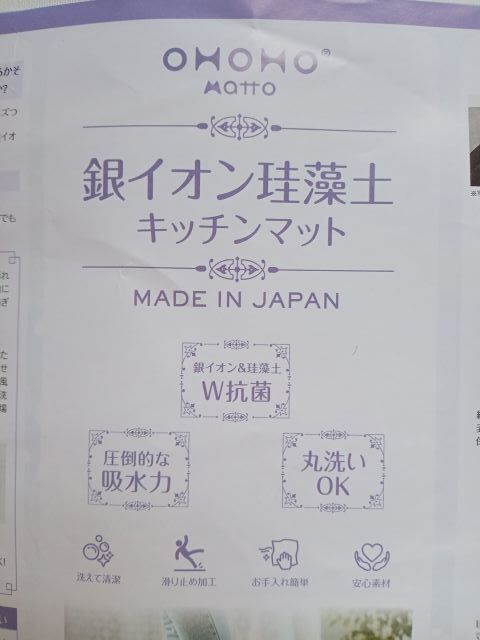 OHOHO®
Matto
銀イオン珪藻土
キッチンマット
MADE IN JAPAN
銀イオン&珪藻土
W抗菌
圧倒的な
吸水力
丸洗い
OK
洗えて清潔
滑り止め加工
お手入れ簡単
安心素材